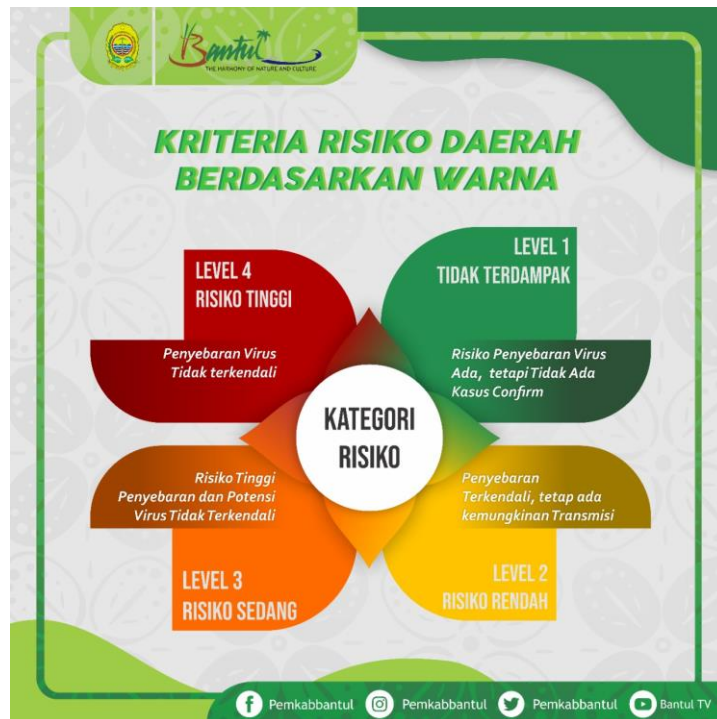 Bantul
THE HARMONY OF NATURE AND CULTURE
KRITERIA RISIKO DAERAH
BERDASARKAN WARNA
LEVEL 4
RISIKO TINGGI
Penyebaran Virus
Tidak terkendali
LEVEL 1
TIDAK TERDAMPAK
Risiko Penyebaran Virus
Ada, tetapi Tidak Ada
Kasus Confirm
KATEGORI
RISIKO
Risiko Tinggi
Penyebaran dan Potensi
Virus Tidak Terkendali
LEVEL 3
RISIKO SEDANG
Penyebaran
Terkendali, tetap ada
kemungkinan Transmisi
LEVEL 2
RISIKO RENDAH
Pemkabbantul Pemkabbantul Pemkabbantul Bantul TV